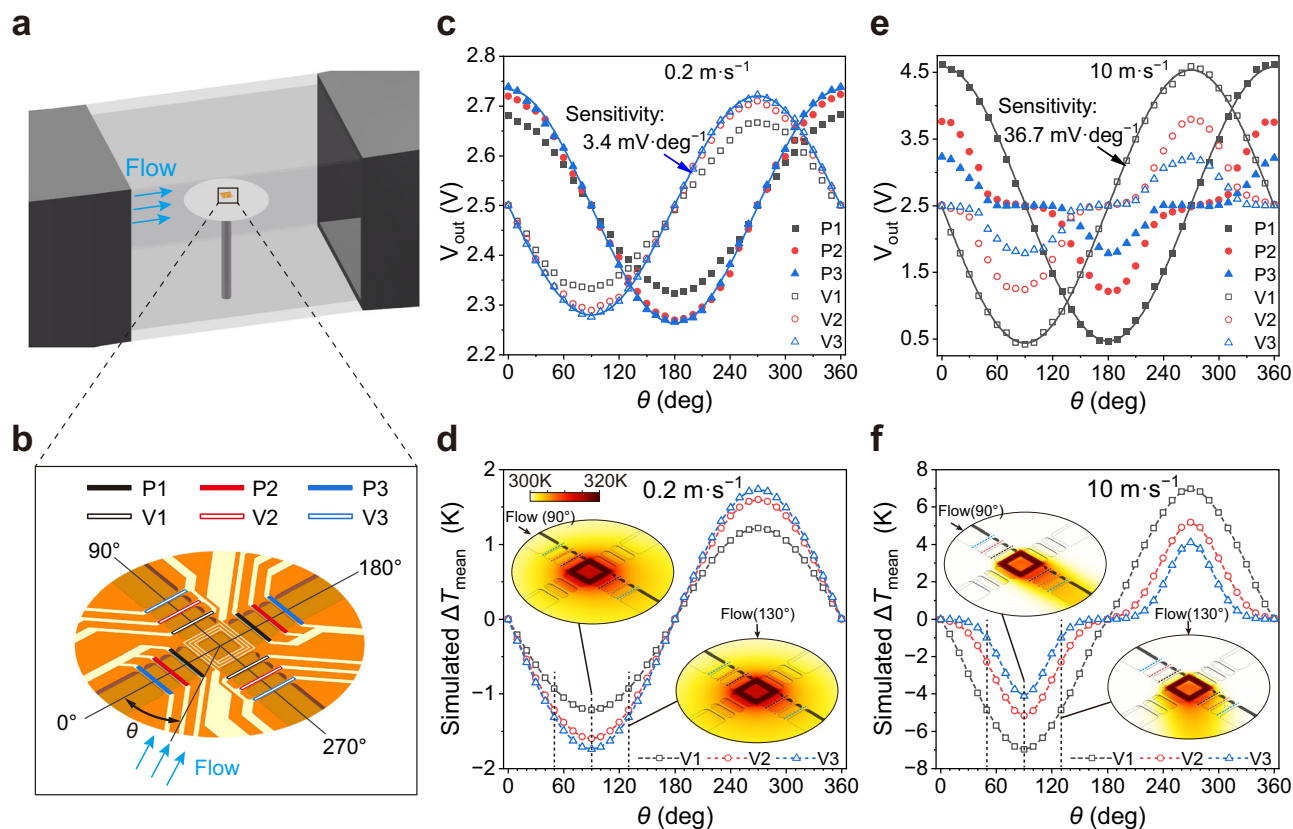 a
Flow
b
P1 P2 P3
V1 V2 V3
90°
180°
0°
θ
270°
Flow
c
0.2 m·s⁻¹
Sensitivity:
3.4 mV·deg⁻¹
P1
P2
P3
V1
V2
V3
2.8
2.7
2.6
2.5
2.4
2.3
2.2
V_out (V)
0 60 120 180 240 300 360
θ (deg)
d
300K 320K
0.2 m·s⁻¹
Flow (90°)
Flow(130°)
V1 V2 V3
2
1
0
−1
−2
Simulated ΔT_mean (K)
0 60 120 180 240 300 360
θ (deg)
e
10 m·s⁻¹
Sensitivity:
36.7 mV·deg⁻¹
P1
P2
P3
V1
V2
V3
4.5
3.5
2.5
1.5
0.5
V_out (V)
0 60 120 180 240 300 360
θ (deg)
f
10 m·s⁻¹
Flow(90°)
Flow(130°)
V1 V2 V3
8
6
4
2
0
−2
−4
−6
−8
Simulated ΔT_mean (K)
0 60 120 180 240 300 360
θ (deg)